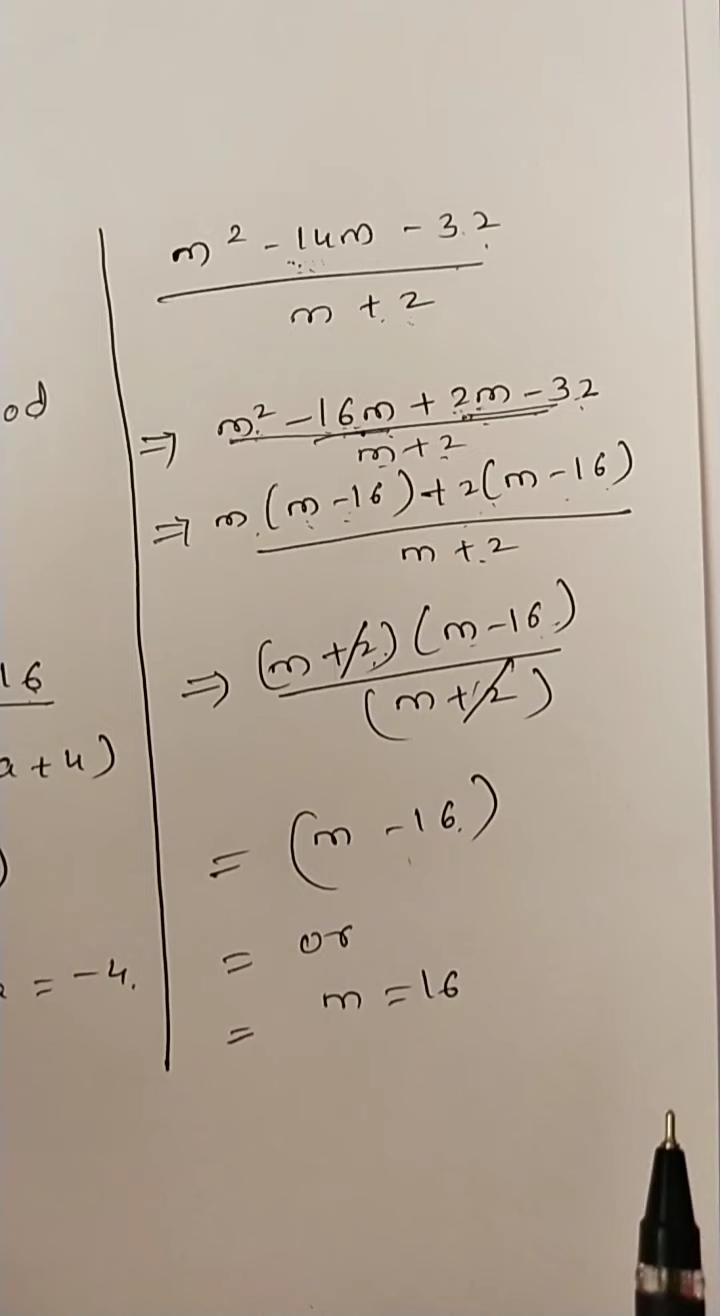 od
16
a + 4)
)
= -4.
m² - 14m - 32
m + 2
⇒ m² - 16m + 2m - 32
m + 2
⇒ m (m - 16) + 2(m - 16)
m + 2
⇒ (m + 2) (m - 16)
(m + 2)
= (m - 16)
= or
m = 16
=